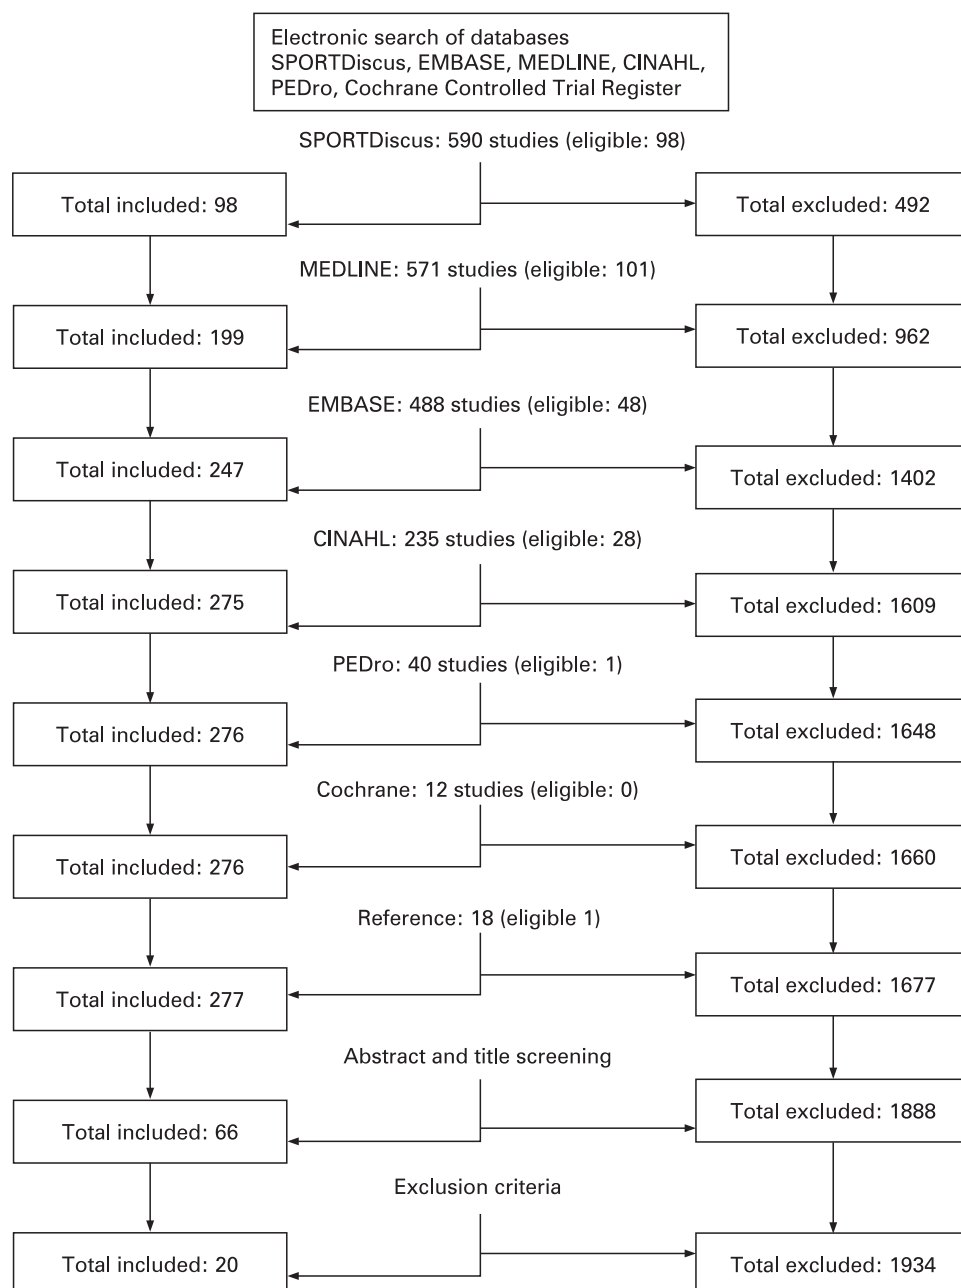 Electronic search of databases
SPORTDiscus, EMBASE, MEDLINE, CINAHL,
PEDro, Cochrane Controlled Trial Register
SPORTDiscus: 590 studies (eligible: 98)
Total included: 98
Total excluded: 492
MEDLINE: 571 studies (eligible: 101)
Total included: 199
Total excluded: 962
EMBASE: 488 studies (eligible: 48)
Total included: 247
Total excluded: 1402
CINAHL: 235 studies (eligible: 28)
Total included: 275
Total excluded: 1609
PEDro: 40 studies (eligible: 1)
Total included: 276
Total excluded: 1648
Cochrane: 12 studies (eligible: 0)
Total included: 276
Total excluded: 1660
Reference: 18 (eligible 1)
Total included: 277
Total excluded: 1677
Abstract and title screening
Total included: 66
Total excluded: 1888
Exclusion criteria
Total included: 20
Total excluded: 1934